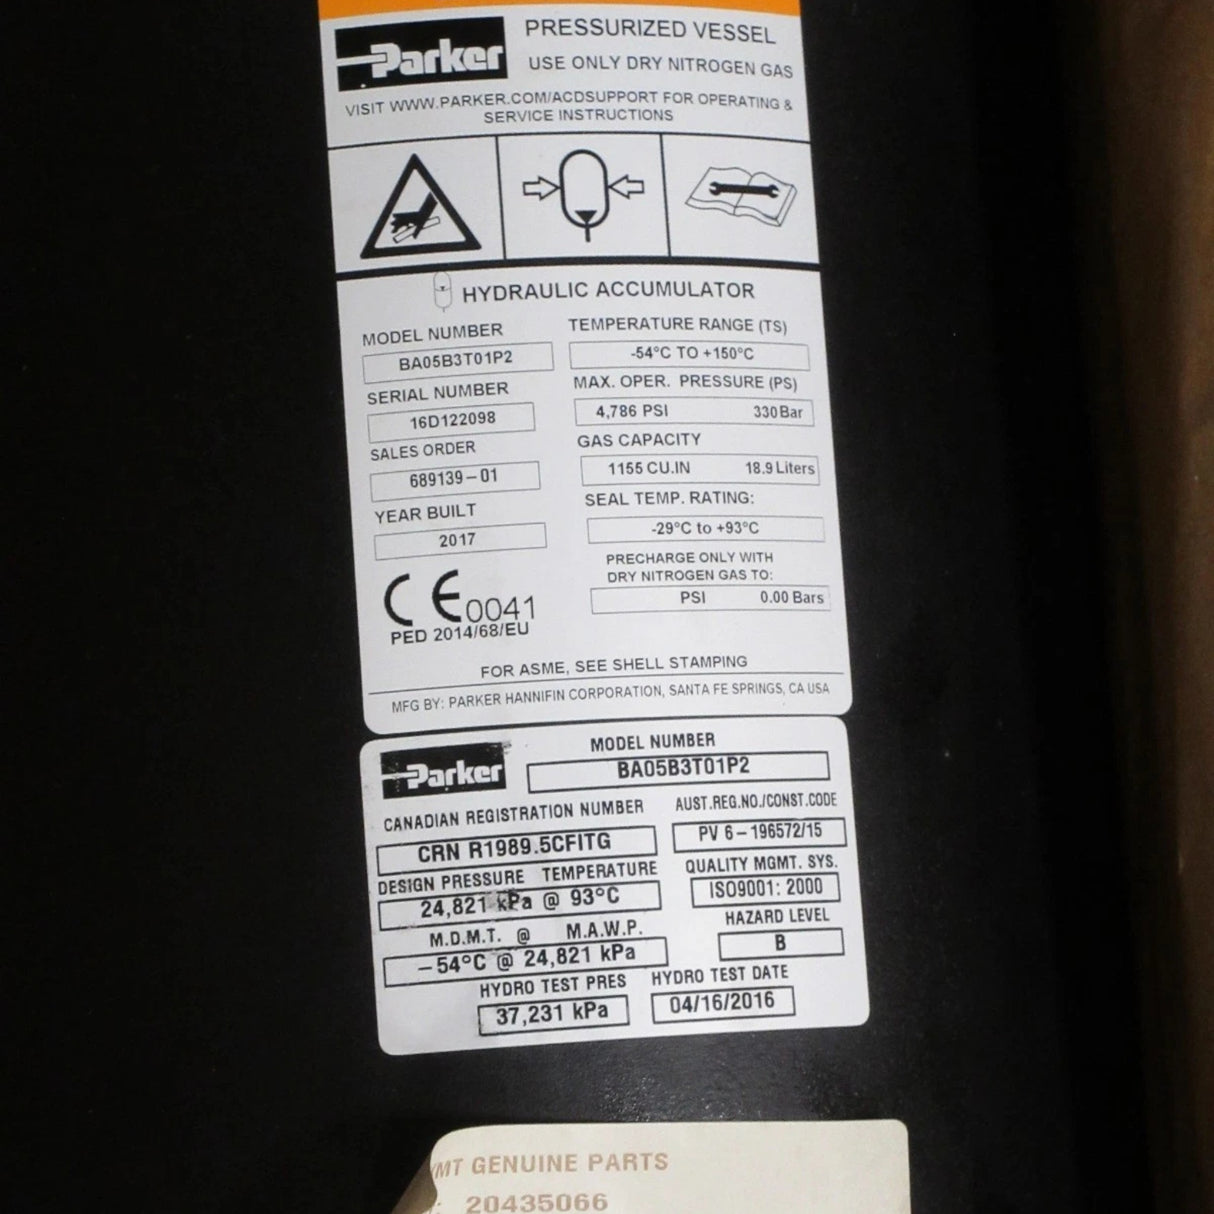 Parker
PRESSURIZED VESSEL
USE ONLY DRY NITROGEN GAS
VISIT WWW.PARKER.COM/ACDSUPPORT FOR OPERATING &
SERVICE INSTRUCTIONS
HYDRAULIC ACCUMULATOR
MODEL NUMBER
BA05B3T01P2
SERIAL NUMBER
16D122098
SALES ORDER
689139-01
YEAR BUILT
2017
CE 0041
PED 2014/68/EU
TEMPERATURE RANGE (TS)
-54°C TO +150°C
MAX. OPER. PRESSURE (PS)
4,786 PSI 330 Bar
GAS CAPACITY
1155 CU.IN 18.9 Liters
SEAL TEMP. RATING:
-29°C to +93°C
PRECHARGE ONLY WITH
DRY NITROGEN GAS TO:
PSI 0.00 Bars
FOR ASME, SEE SHELL STAMPING
MFG BY: PARKER HANNIFIN CORPORATION, SANTA FE SPRINGS, CA USA
Parker
MODEL NUMBER
BA05B3T01P2
CANADIAN REGISTRATION NUMBER
CRN R1989.5CFITG
DESIGN PRESSURE TEMPERATURE
24,821 kPa @ 93°C
M.D.M.T. @ M.A.W.P.
-54°C @ 24,821 kPa
AUST.REG.NO./CONST.CODE
PV 6-196572/15
QUALITY MGMT. SYS.
ISO9001: 2000
HAZARD LEVEL
B
HYDRO TEST PRES
37,231 kPa
HYDRO TEST DATE
04/16/2016
GENUINE PARTS
20435066